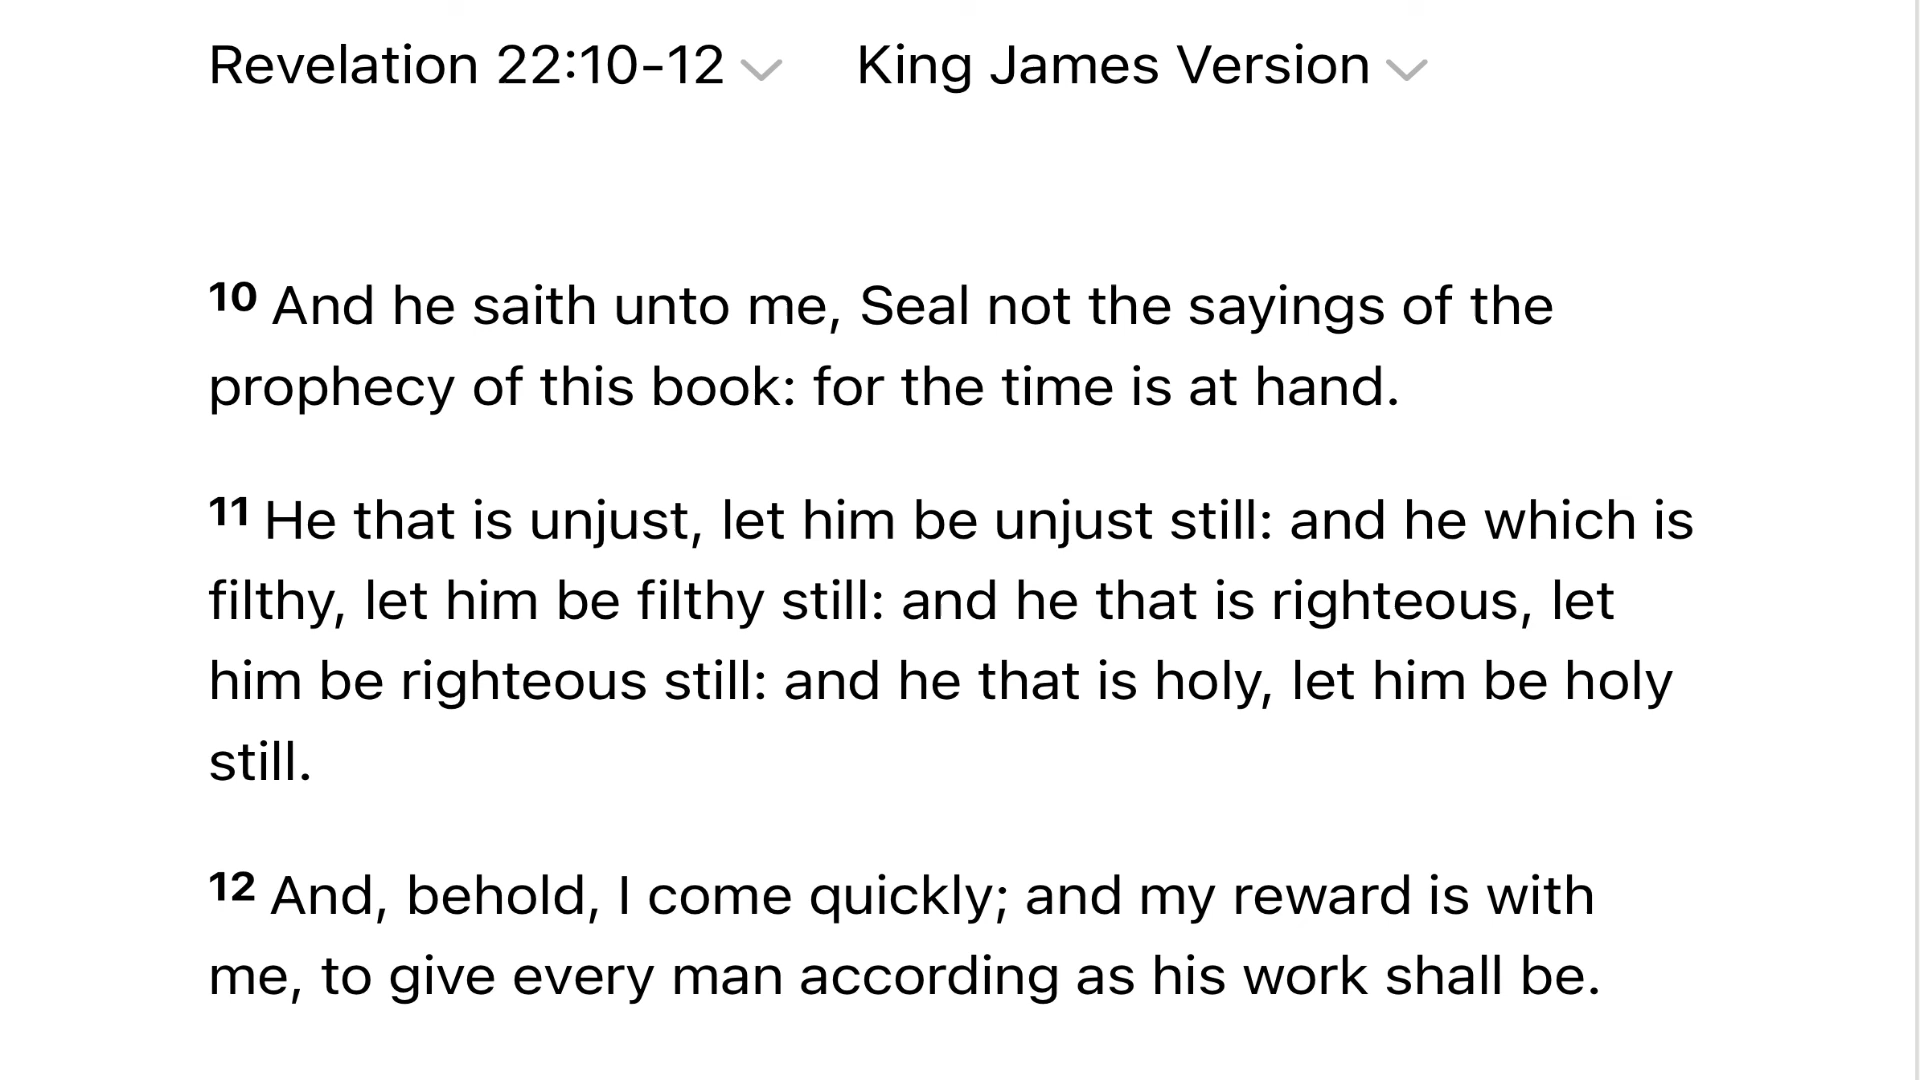 Revelation 22:10-12 King James Version
10 And he saith unto me, Seal not the sayings of the
prophecy of this book: for the time is at hand.
11 He that is unjust, let him be unjust still: and he which is
filthy, let him be filthy still: and he that is righteous, let
him be righteous still: and he that is holy, let him be holy
still.
12 And, behold, I come quickly; and my reward is with
me, to give every man according as his work shall be.